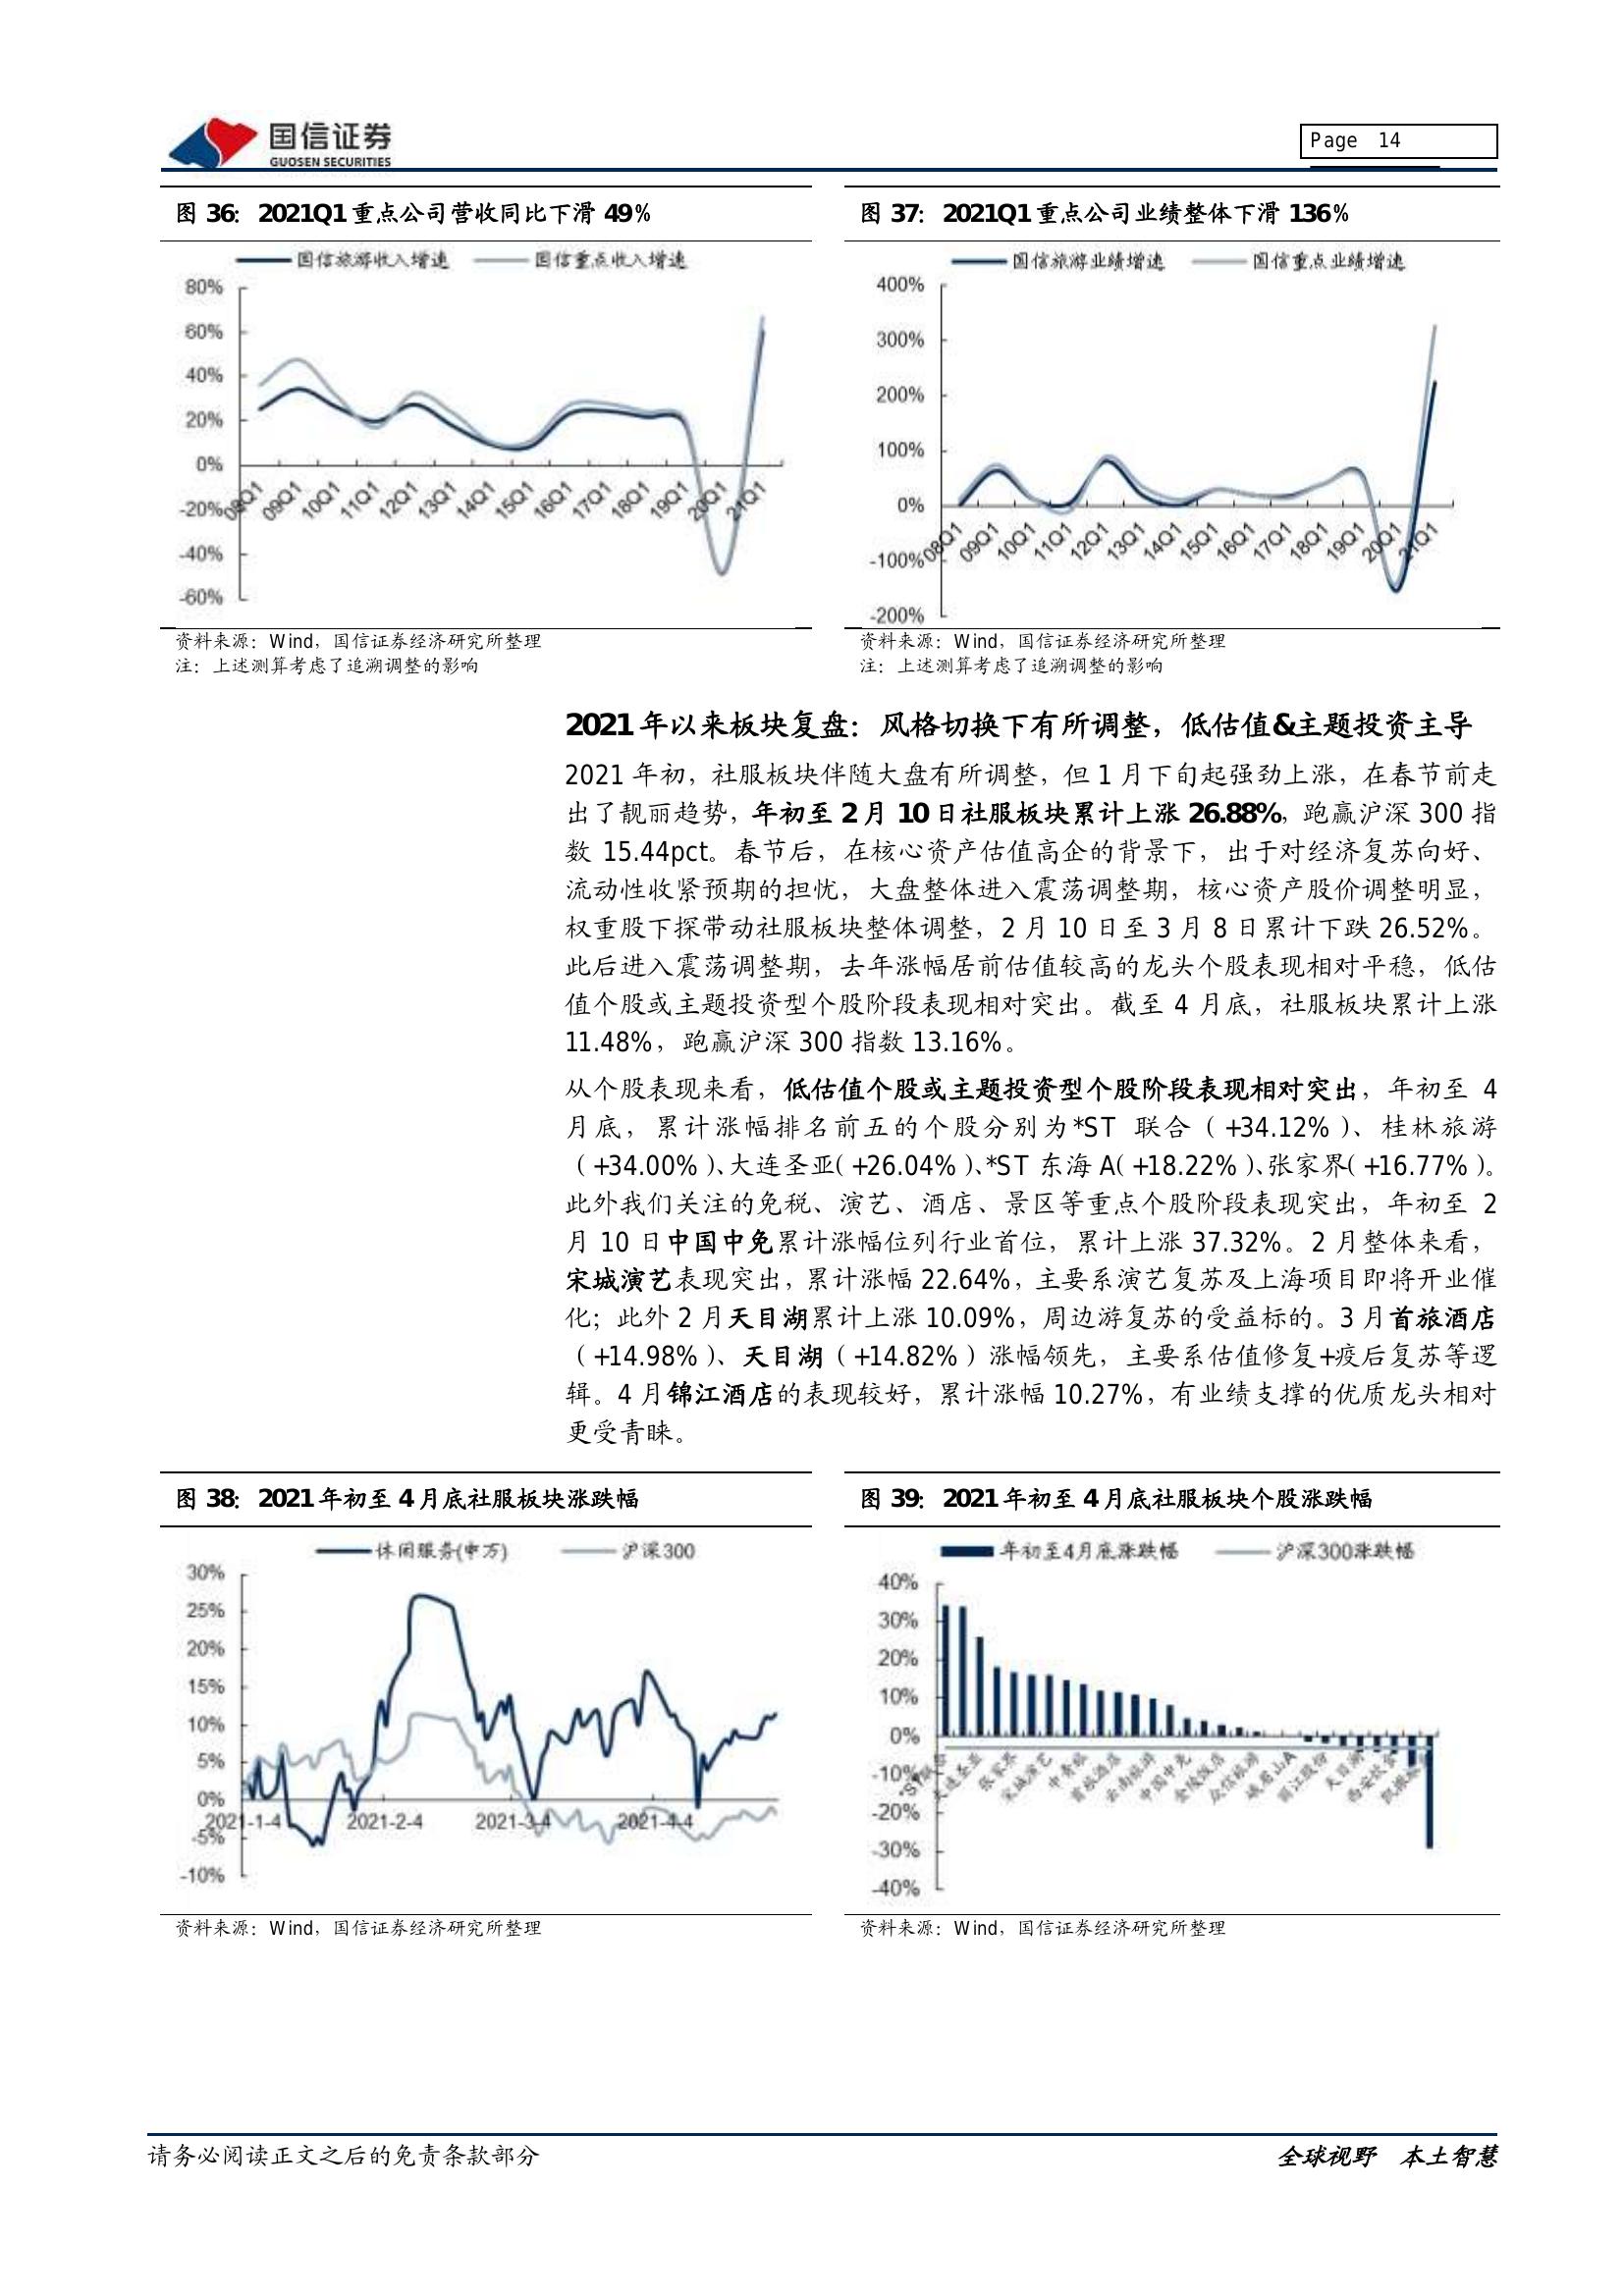 国信证券
GUOSEN SECURITIES
Page 14
图 36：2021Q1 重点公司营收同比下滑 49%
国信旅游收入增速 国信重点收入增速
80%
60%
40%
20%
0%
-20%
-40%
-60%
08Q1 09Q1 10Q1 11Q1 12Q1 13Q1 14Q1 15Q1 16Q1 17Q1 18Q1 19Q1 20Q1 21Q1
资料来源：Wind，国信证券经济研究所整理
注：上述测算考虑了追溯调整的影响
图 37：2021Q1 重点公司业绩整体下滑 136%
国信旅游业绩增速 国信重点业绩增速
400%
300%
200%
100%
0%
-100%
-200%
08Q1 09Q1 10Q1 11Q1 12Q1 13Q1 14Q1 15Q1 16Q1 17Q1 18Q1 19Q1 20Q1 21Q1
资料来源：Wind，国信证券经济研究所整理
注：上述测算考虑了追溯调整的影响
2021 年以来板块复盘：风格切换下有所调整，低估值&主题投资主导
2021 年初，社服板块伴随大盘有所调整，但 1 月下旬起强劲上涨，在春节前走
出了靓丽趋势，年初至 2 月 10 日社服板块累计上涨 26.88%，跑赢沪深 300 指
数 15.44pct。春节后，在核心资产估值高企的背景下，出于对经济复苏向好、
流动性收紧预期的担忧，大盘整体进入震荡调整期，核心资产股价调整明显，
权重股下探带动社服板块整体调整，2 月 10 日至 3 月 8 日累计下跌 26.52%。
此后进入震荡调整期，去年涨幅居前估值较高的龙头个股表现相对平稳，低估
值个股或主题投资型个股阶段表现相对突出。截至 4 月底，社服板块累计上涨
11.48%，跑赢沪深 300 指数 13.16%。
从个股表现来看，低估值个股或主题投资型个股阶段表现相对突出，年初至 4
月底，累计涨幅排名前五的个股分别为*ST 联合（+34.12%）、桂林旅游
（+34.00%）、大连圣亚（+26.04%）、*ST 东海 A（+18.22%）、张家界（+16.77%）。
此外我们关注的免税、演艺、酒店、景区等重点个股阶段表现突出，年初至 2
月 10 日中国中免累计涨幅位列行业首位，累计上涨 37.32%。2 月整体来看，
宋城演艺表现突出，累计涨幅 22.64%，主要系演艺复苏及上海项目即将开业催
化；此外 2 月天目湖累计上涨 10.09%，周边游复苏的受益标的。3 月首旅酒店
（+14.98%）、天目湖（+14.82%）涨幅领先，主要系估值修复+疫后复苏等逻
辑。4 月锦江酒店的表现较好，累计涨幅 10.27%，有业绩支撑的优质龙头相对
更受青睐。
图 38：2021 年初至 4 月底社服板块涨跌幅
休闲服务(申万) 沪深300
30%
25%
20%
15%
10%
5%
0%
-5%
-10%
2021-1-4 2021-2-4 2021-3-4 2021-4-4
资料来源：Wind，国信证券经济研究所整理
图 39：2021 年初至 4 月底社服板块个股涨跌幅
年初至4月底涨跌幅 沪深300涨跌幅
40%
30%
20%
10%
0%
-10%
-20%
-30%
-40%
张家界 宋城演艺 中青旅 首旅酒店 云南旅游 中国中免 金陵饭店 众信旅游 峨眉山A 丽江股份 天目湖
资料来源：Wind，国信证券经济研究所整理
请务必阅读正文之后的免责条款部分
全球视野 本土智慧